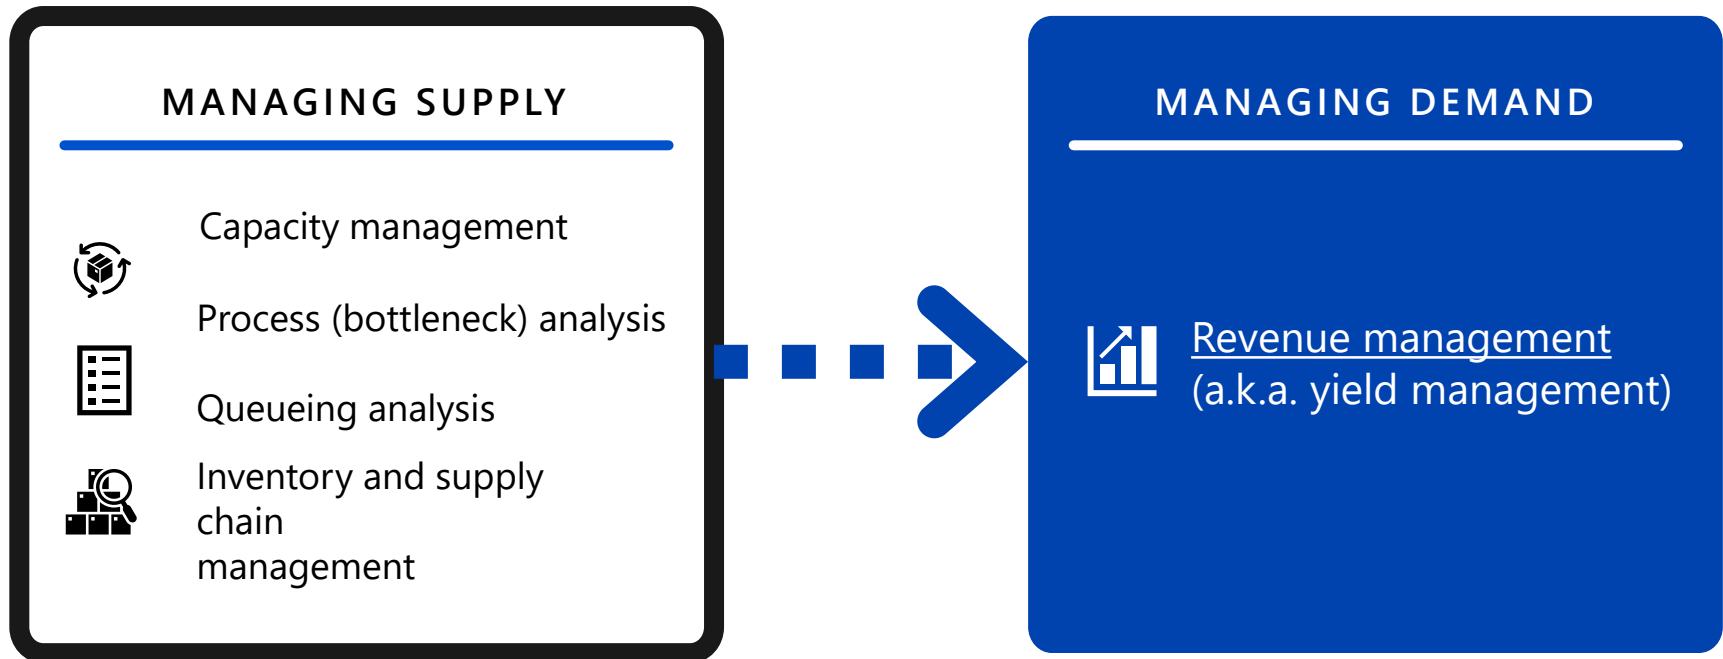 MANAGING SUPPLY
Capacity management
Process (bottleneck) analysis
Queueing analysis
Inventory and supply
chain
management
MANAGING DEMAND
Revenue management
(a.k.a. yield management)